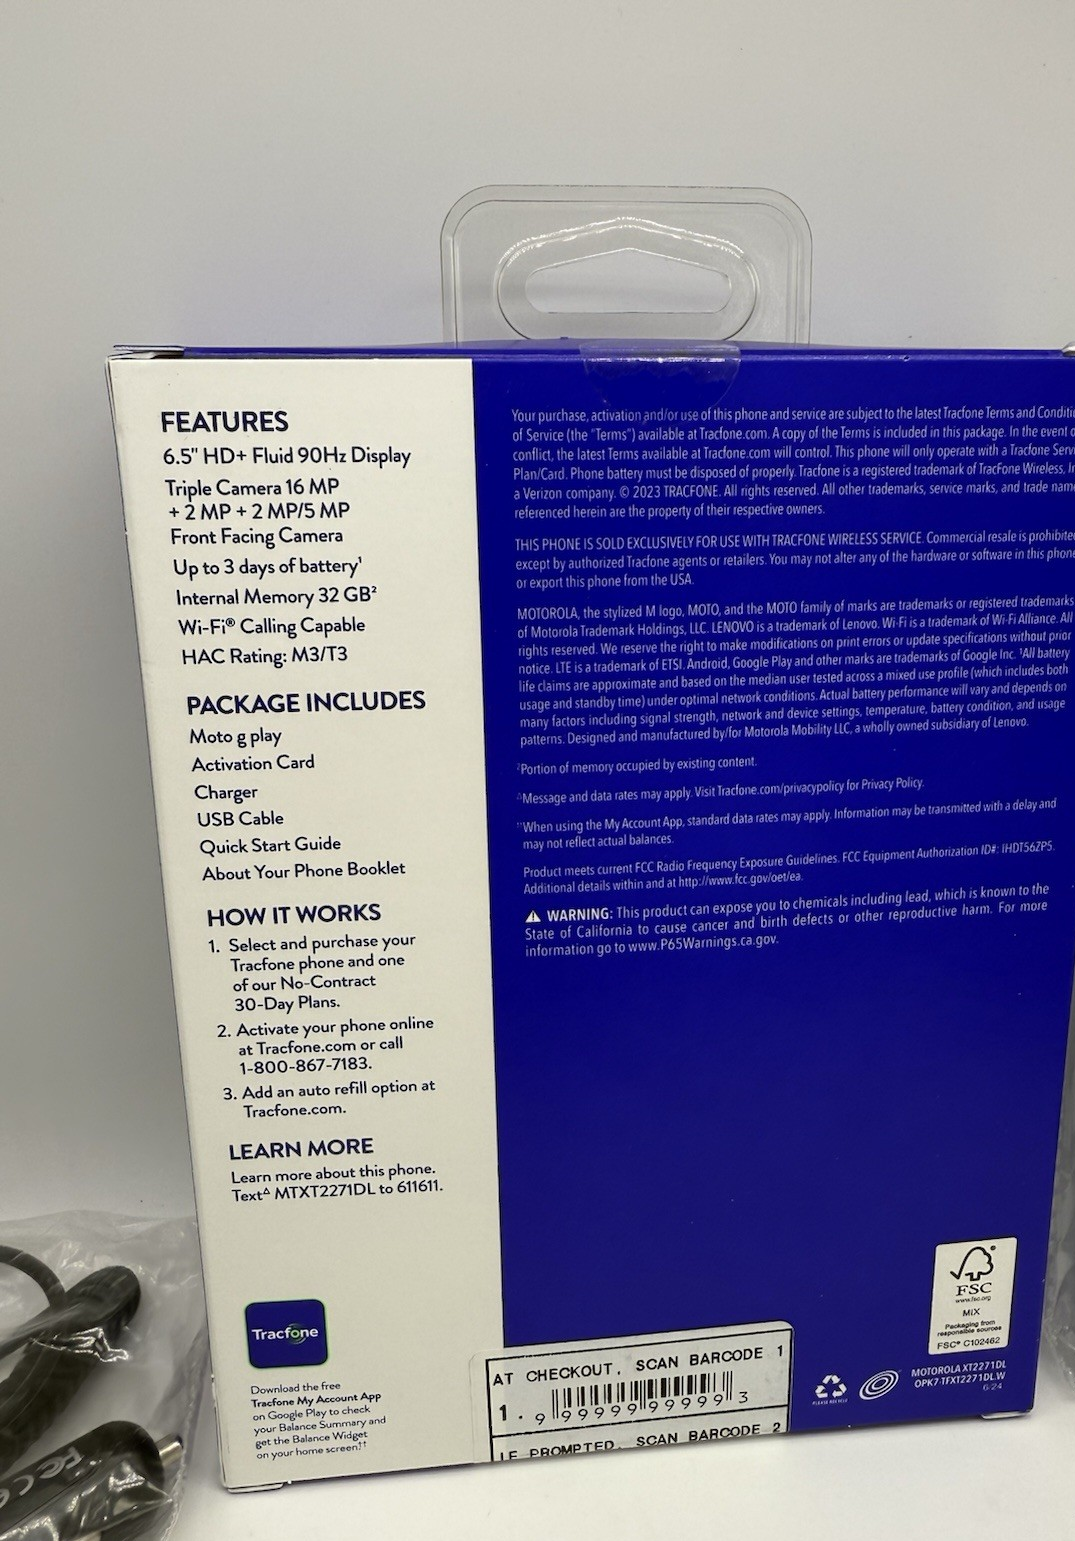 FEATURES
6.5" HD+ Fluid 90Hz Display
Triple Camera 16 MP
+ 2 MP + 2 MP/5 MP
Front Facing Camera
Up to 3 days of battery¹
Internal Memory 32 GB²
Wi-Fi® Calling Capable
HAC Rating: M3/T3
PACKAGE INCLUDES
Moto g play
Activation Card
Charger
USB Cable
Quick Start Guide
About Your Phone Booklet
HOW IT WORKS
1. Select and purchase your
Tracfone phone and one
of our No-Contract
30-Day Plans.
2. Activate your phone online
at Tracfone.com or call
1-800-867-7183.
3. Add an auto refill option at
Tracfone.com.
LEARN MORE
Learn more about this phone.
Text^Δ MTXT2271DL to 611611.
Tracfone
Download the free
Tracfone My Account App
on Google Play to check
your Balance Summary and
get the Balance Widget
on your home screen.††
Your purchase, activation and/or use of this phone and service are subject to the latest Tracfone Terms and
of Service (the "Terms") available at Tracfone.com. A copy of the Terms is included in this package. In the event
conflict, the latest Terms available at Tracfone.com will control. This phone will only operate with a Tracfone
Plan/Card. Phone battery must be disposed of properly. Tracfone is a registered trademark of TracFone Wireless,
a Verizon company. © 2023 TRACFONE. All rights reserved. All other trademarks, service marks, and trade
referenced herein are the property of their respective owners.
THIS PHONE IS SOLD EXCLUSIVELY FOR USE WITH TRACFONE WIRELESS SERVICE. Commercial resale is
except by authorized Tracfone agents or retailers. You may not alter any of the hardware or software in this phone
or export this phone from the USA.
MOTOROLA, the stylized M logo, MOTO, and the MOTO family of marks are trademarks or registered trademarks
of Motorola Trademark Holdings, LLC. LENOVO is a trademark of Lenovo. Wi-Fi is a trademark of Wi-Fi Alliance. All
rights reserved. We reserve the right to make modifications on print errors or update specifications without prior
notice. LTE is a trademark of ETSI. Android, Google Play and other marks are trademarks of Google Inc. ¹All battery
life claims are approximate and based on the median user tested across a mixed use profile (which includes both
usage and standby time) under optimal network conditions. Actual battery performance will vary and depends on
many factors including signal strength, network and device settings, temperature, battery condition, and usage
patterns. Designed and manufactured by/for Motorola Mobility LLC, a wholly owned subsidiary of Lenovo.
²Portion of memory occupied by existing content.
ΔMessage and data rates may apply. Visit Tracfone.com/privacypolicy for Privacy Policy.
††When using the My Account App, standard data rates may apply. Information may be transmitted with a delay and
may not reflect actual balances.
Product meets current FCC Radio Frequency Exposure Guidelines. FCC Equipment Authorization ID#: IHDT56ZP5.
Additional details within and at http://www.fcc.gov/oet/ea.
WARNING: This product can expose you to chemicals including lead, which is known to the
State of California to cause cancer and birth defects or other reproductive harm. For more
information go to www.P65Warnings.ca.gov.
FSC
www.fsc.org
MIX
Packaging from
responsible sources
FSC® C102462
PLEASE RECYCLE
MOTOROLA XT2271DL
OPK7 TFXT2271DLW
6/24
AT CHECKOUT, SCAN BARCODE 1
1. 9 99999 99999 3
IF PROMPTED, SCAN BARCODE 2